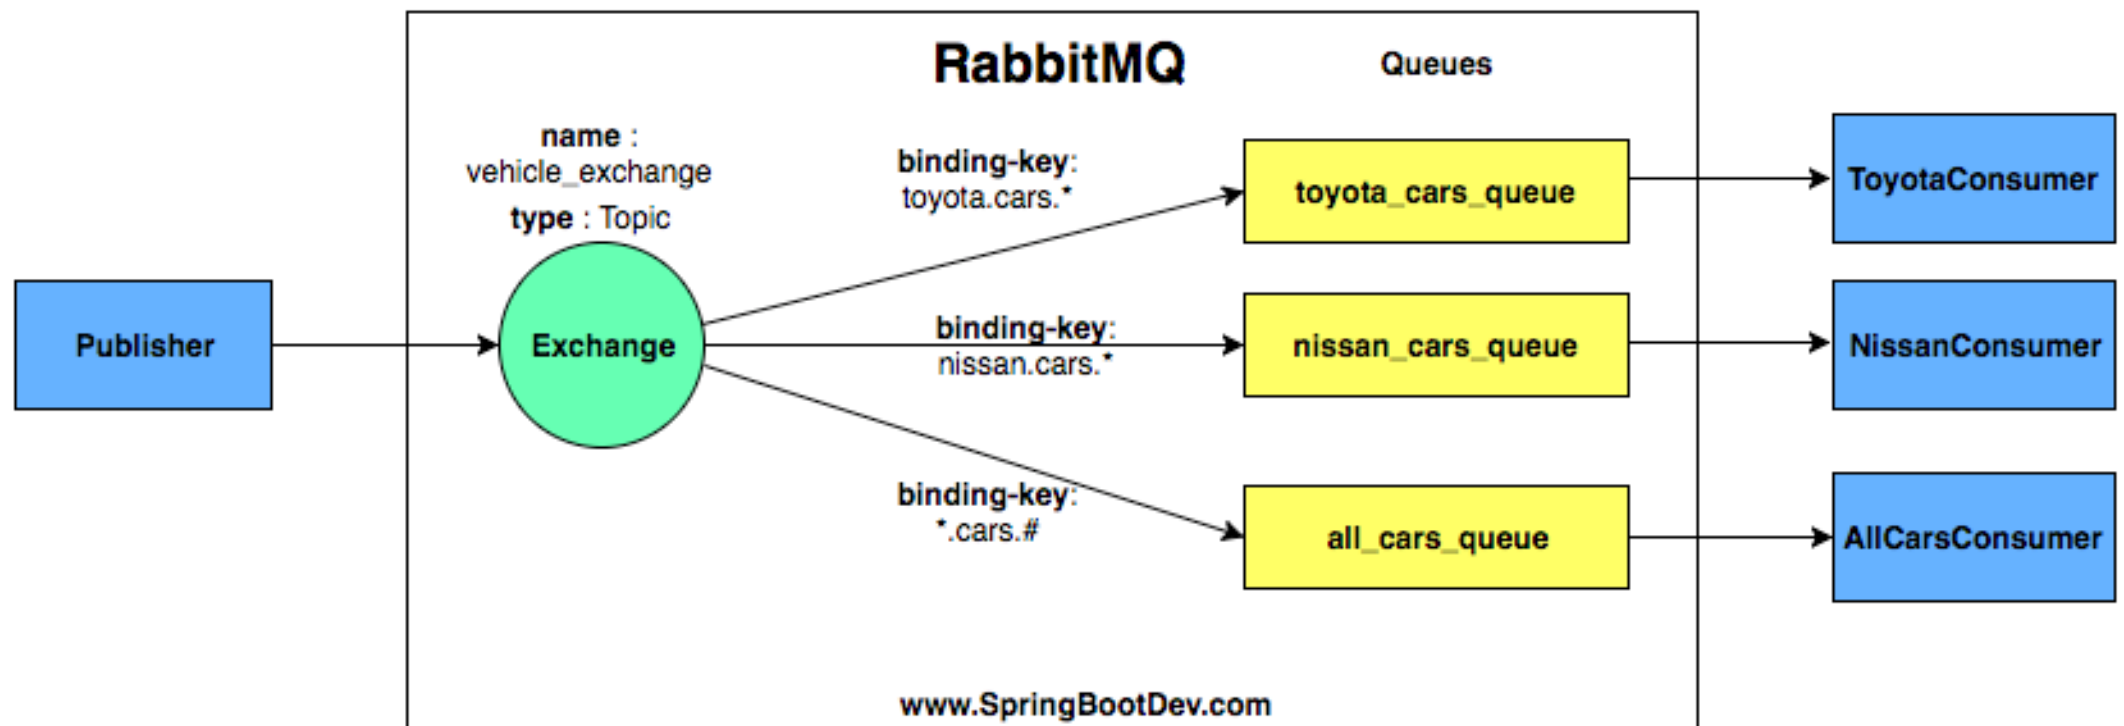 RabbitMQ
Queues
name :
vehicle_exchange
type : Topic
binding-key:
toyota.cars.*
toyota_cars_queue
ToyotaConsumer
Publisher
Exchange
binding-key:
nissan.cars.*
nissan_cars_queue
NissanConsumer
binding-key:
*.cars.#
all_cars_queue
AllCarsConsumer
www.SpringBootDev.com